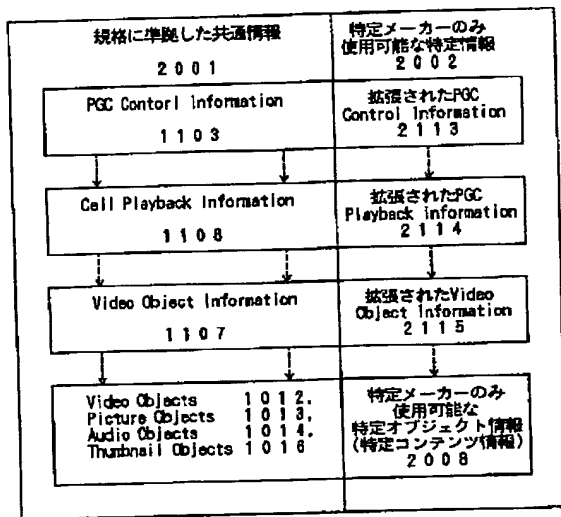 規格に準拠した共通情報
2001
特定メーカーのみ
使用可能な特定情報
2002
PGC Contorl Information
1103
拡張されたPGC
Control Information
2113
Cell Playback Information
1108
拡張されたPGC
Playback information
2114
Video Object Information
1107
拡張されたVideo
Object Information
2115
Video Objects 1012,
Picture Objects 1013,
Audio Objects 1014,
Thumbnail Objects 1016
特定メーカーのみ
使用可能な
特定オブジェクト情報
(特定コンテンツ情報)
2008